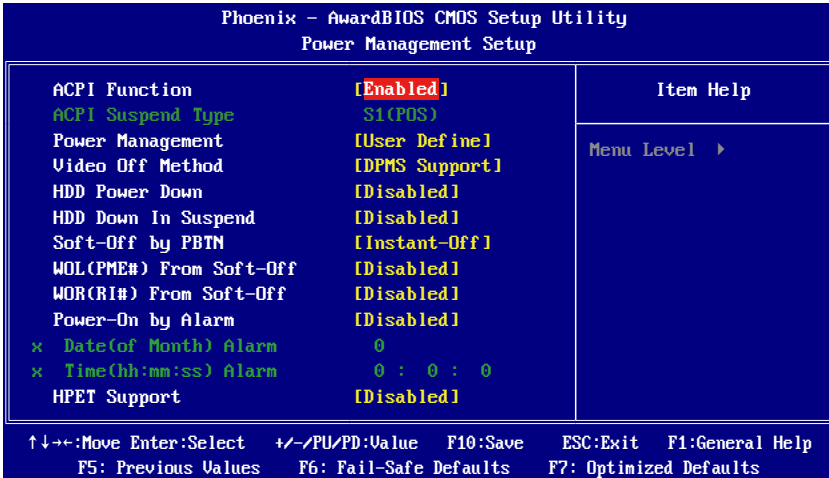 Phoenix - AwardBIOS CMOS Setup Utility
Power Management Setup
ACPI Function [Enabled]
ACPI Suspend Type S1(POS)
Power Management [User Define]
Video Off Method [DPMS Support]
HDD Power Down [Disabled]
HDD Down In Suspend [Disabled]
Soft-Off by PBTN [Instant-Off]
WOL(PME#) From Soft-Off [Disabled]
WOR(RI#) From Soft-Off [Disabled]
Power-On by Alarm [Disabled]
x Date(of Month) Alarm 0
x Time(hh:mm:ss) Alarm 0 : 0 : 0
HPET Support [Disabled]
Item Help
Menu Level ▸
↑↓→←:Move Enter:Select +/-/PU/PD:Value F10:Save ESC:Exit F1:General Help
F5: Previous Values F6: Fail-Safe Defaults F7: Optimized Defaults